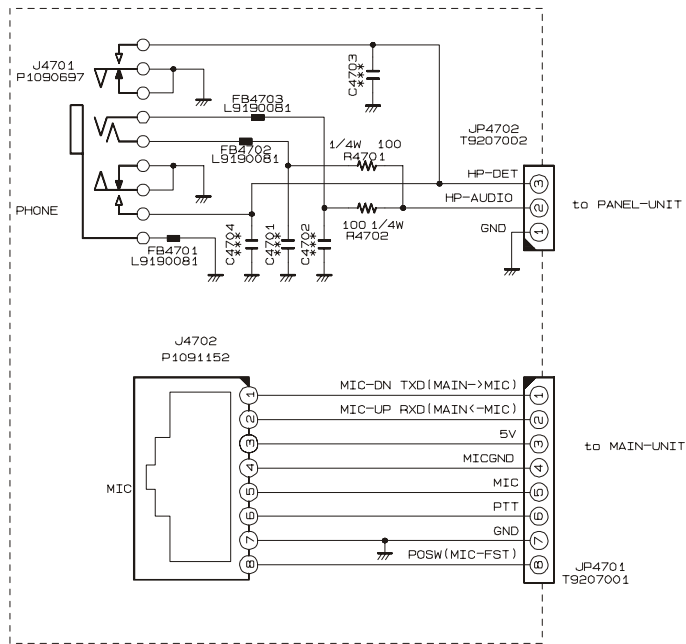 J4701
P1090697
C4703
***
FB4703
L9190081
FB4702
L9190081
1/4W 100
R4701
JP4702
T9207002
HP-DET
3
HP-AUDIO
2
to PANEL-UNIT
PHONE
100 1/4W
R4702
GND
1
FB4701
L9190081
C4704
***
C4701
***
C4702
***
J4702
P1091152
MIC
1
MIC-DN TXD(MAIN->MIC)
1
2
MIC-UP RXD(MAIN<-MIC)
2
3
5V
3
to MAIN-UNIT
4
MICGND
4
5
MIC
5
6
PTT
6
7
GND
7
8
POSW(MIC-FST)
8
JP4701
T9207001